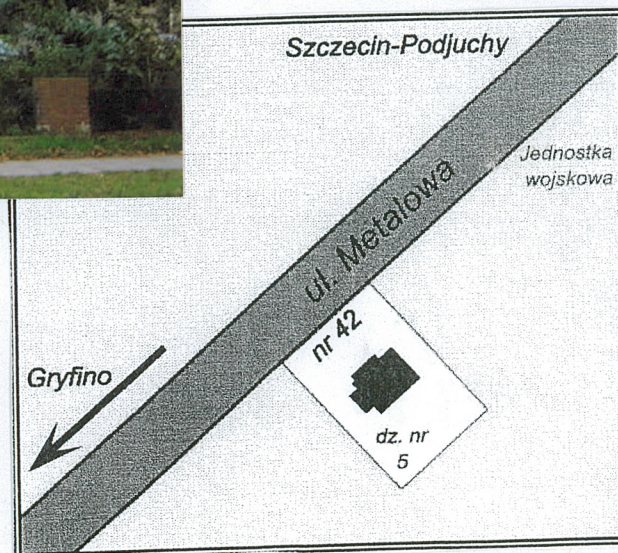 Szczecin-Podjuchy
Jednostka
wojskowa
ul. Metalowa
nr 42
Gryfino
dz. nr
5